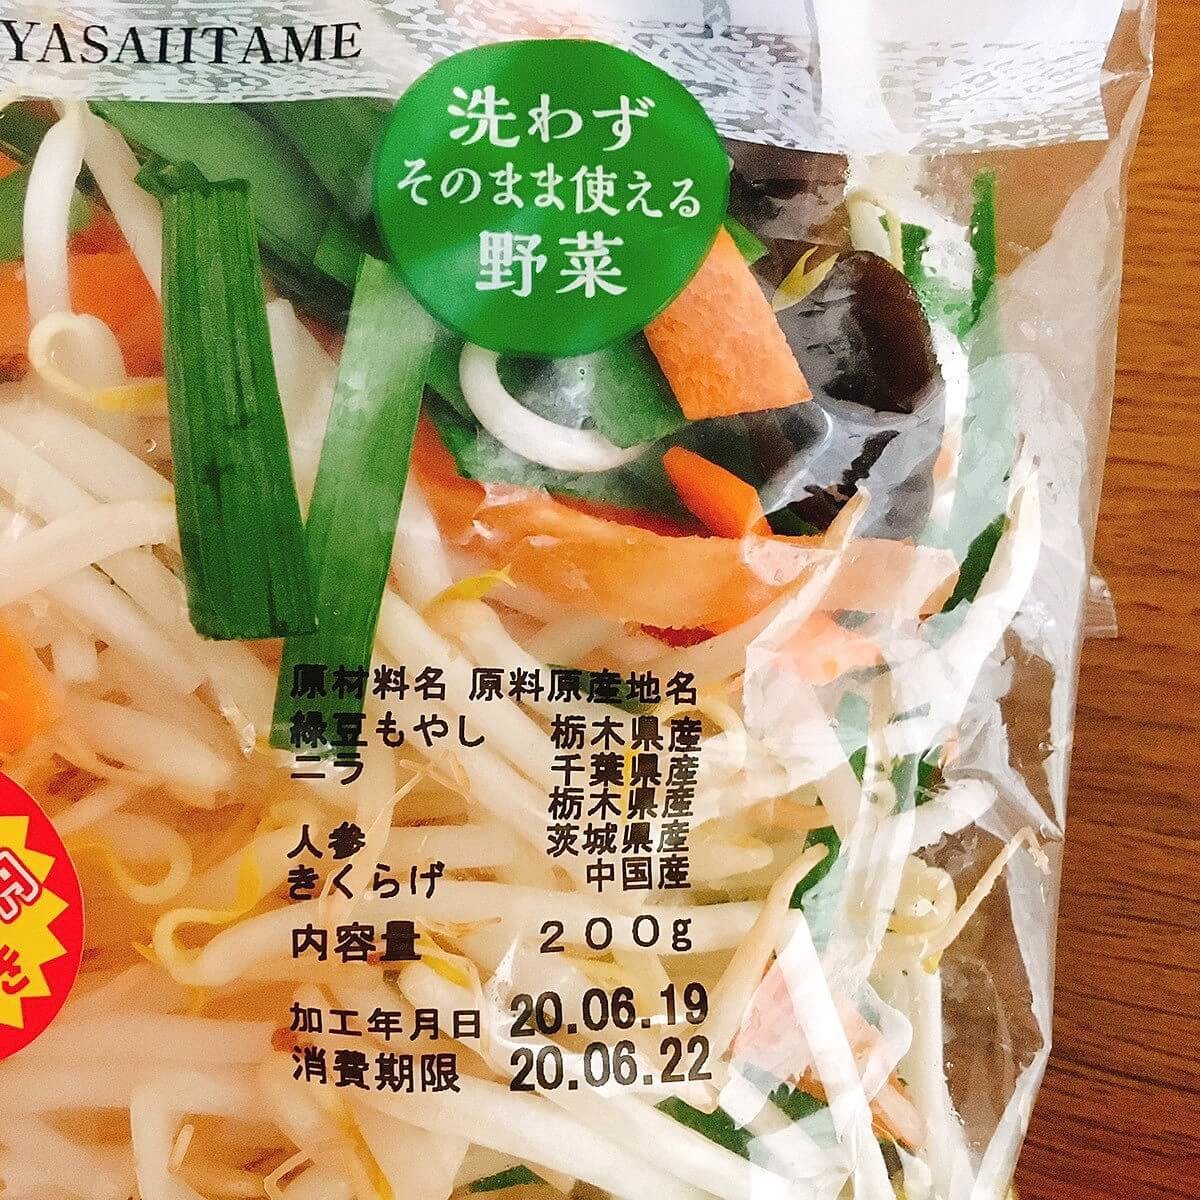 YASAIITAME
洗わず
そのまま使える
野菜
原材料名 原料原産地名
緑豆もやし 栃木県産
ニラ 千葉県産
栃木県産
人参 茨城県産
きくらげ 中国産
内容量 200g
加工年月日 20.06.19
消費期限 20.06.22
円
き